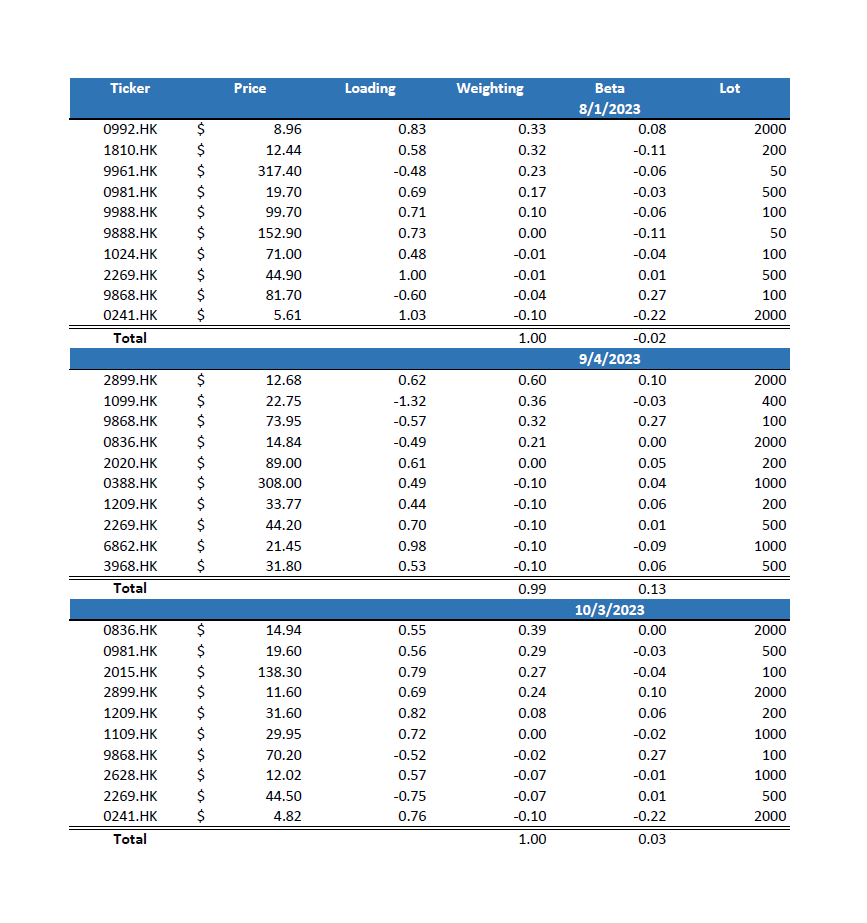 Ticker Price Loading Weighting Beta Lot
8/1/2023
0992.HK $ 8.96 0.83 0.33 0.08 2000
1810.HK $ 12.44 0.58 0.32 -0.11 200
9961.HK $ 317.40 -0.48 0.23 -0.06 50
0981.HK $ 19.70 0.69 0.17 -0.03 500
9988.HK $ 99.70 0.71 0.10 -0.06 100
9888.HK $ 152.90 0.73 0.00 -0.11 50
1024.HK $ 71.00 0.48 -0.01 -0.04 100
2269.HK $ 44.90 1.00 -0.01 0.01 500
9868.HK $ 81.70 -0.60 -0.04 0.27 100
0241.HK $ 5.61 1.03 -0.10 -0.22 2000
Total 1.00 -0.02
9/4/2023
2899.HK $ 12.68 0.62 0.60 0.10 2000
1099.HK $ 22.75 -1.32 0.36 -0.03 400
9868.HK $ 73.95 -0.57 0.32 0.27 100
0836.HK $ 14.84 -0.49 0.21 0.00 2000
2020.HK $ 89.00 0.61 0.00 0.05 200
0388.HK $ 308.00 0.49 -0.10 0.04 1000
1209.HK $ 33.77 0.44 -0.10 0.06 200
2269.HK $ 44.20 0.70 -0.10 0.01 500
6862.HK $ 21.45 0.98 -0.10 -0.09 1000
3968.HK $ 31.80 0.53 -0.10 0.06 500
Total 0.99 0.13
10/3/2023
0836.HK $ 14.94 0.55 0.39 0.00 2000
0981.HK $ 19.60 0.56 0.29 -0.03 500
2015.HK $ 138.30 0.79 0.27 -0.04 100
2899.HK $ 11.60 0.69 0.24 0.10 2000
1209.HK $ 31.60 0.82 0.08 0.06 200
1109.HK $ 29.95 0.72 0.00 -0.02 1000
9868.HK $ 70.20 -0.52 -0.02 0.27 100
2628.HK $ 12.02 0.57 -0.07 -0.01 1000
2269.HK $ 44.50 -0.75 -0.07 0.01 500
0241.HK $ 4.82 0.76 -0.10 -0.22 2000
Total 1.00 0.03